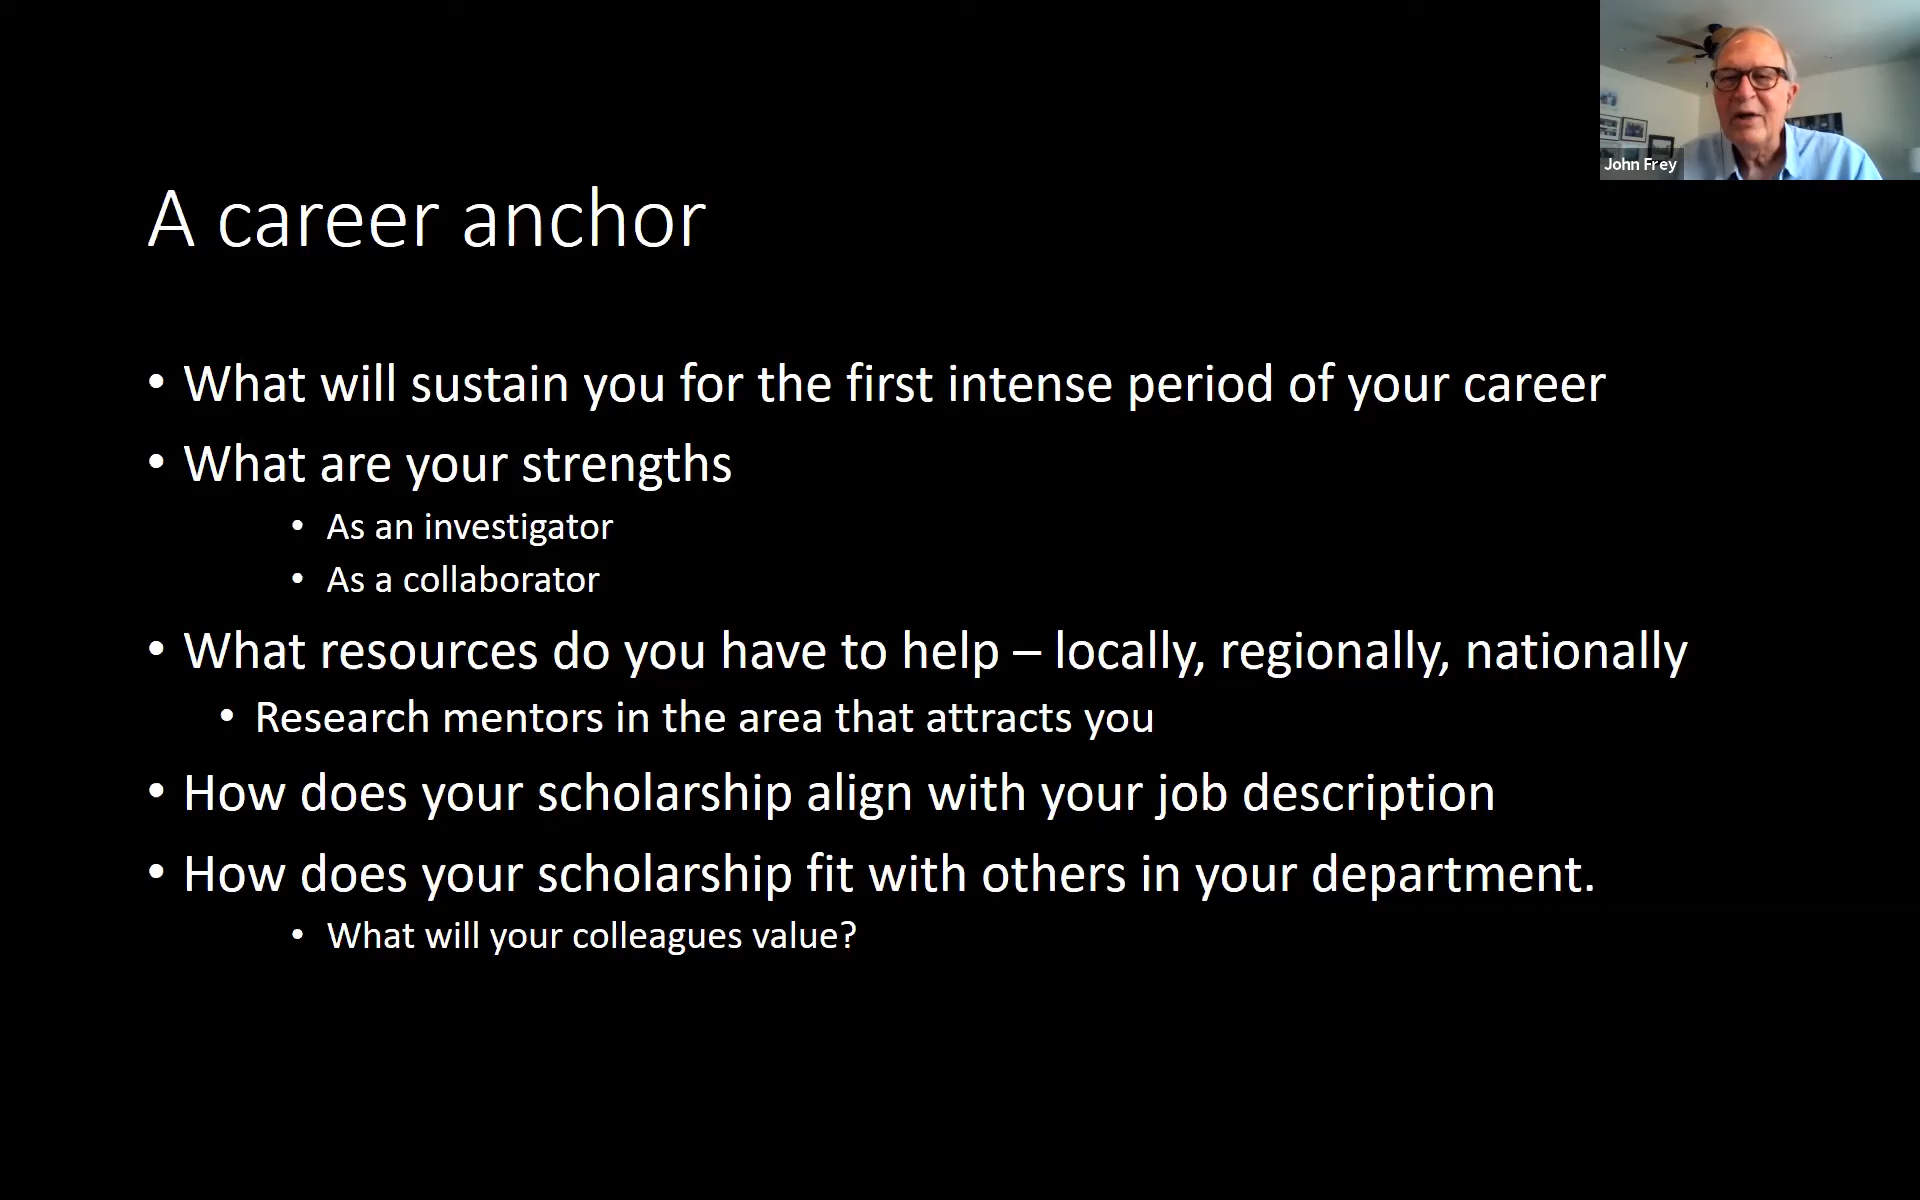 John Frey
A career anchor
• What will sustain you for the first intense period of your career
• What are your strengths
• As an investigator
• As a collaborator
• What resources do you have to help – locally, regionally, nationally
• Research mentors in the area that attracts you
• How does your scholarship align with your job description
• How does your scholarship fit with others in your department.
• What will your colleagues value?